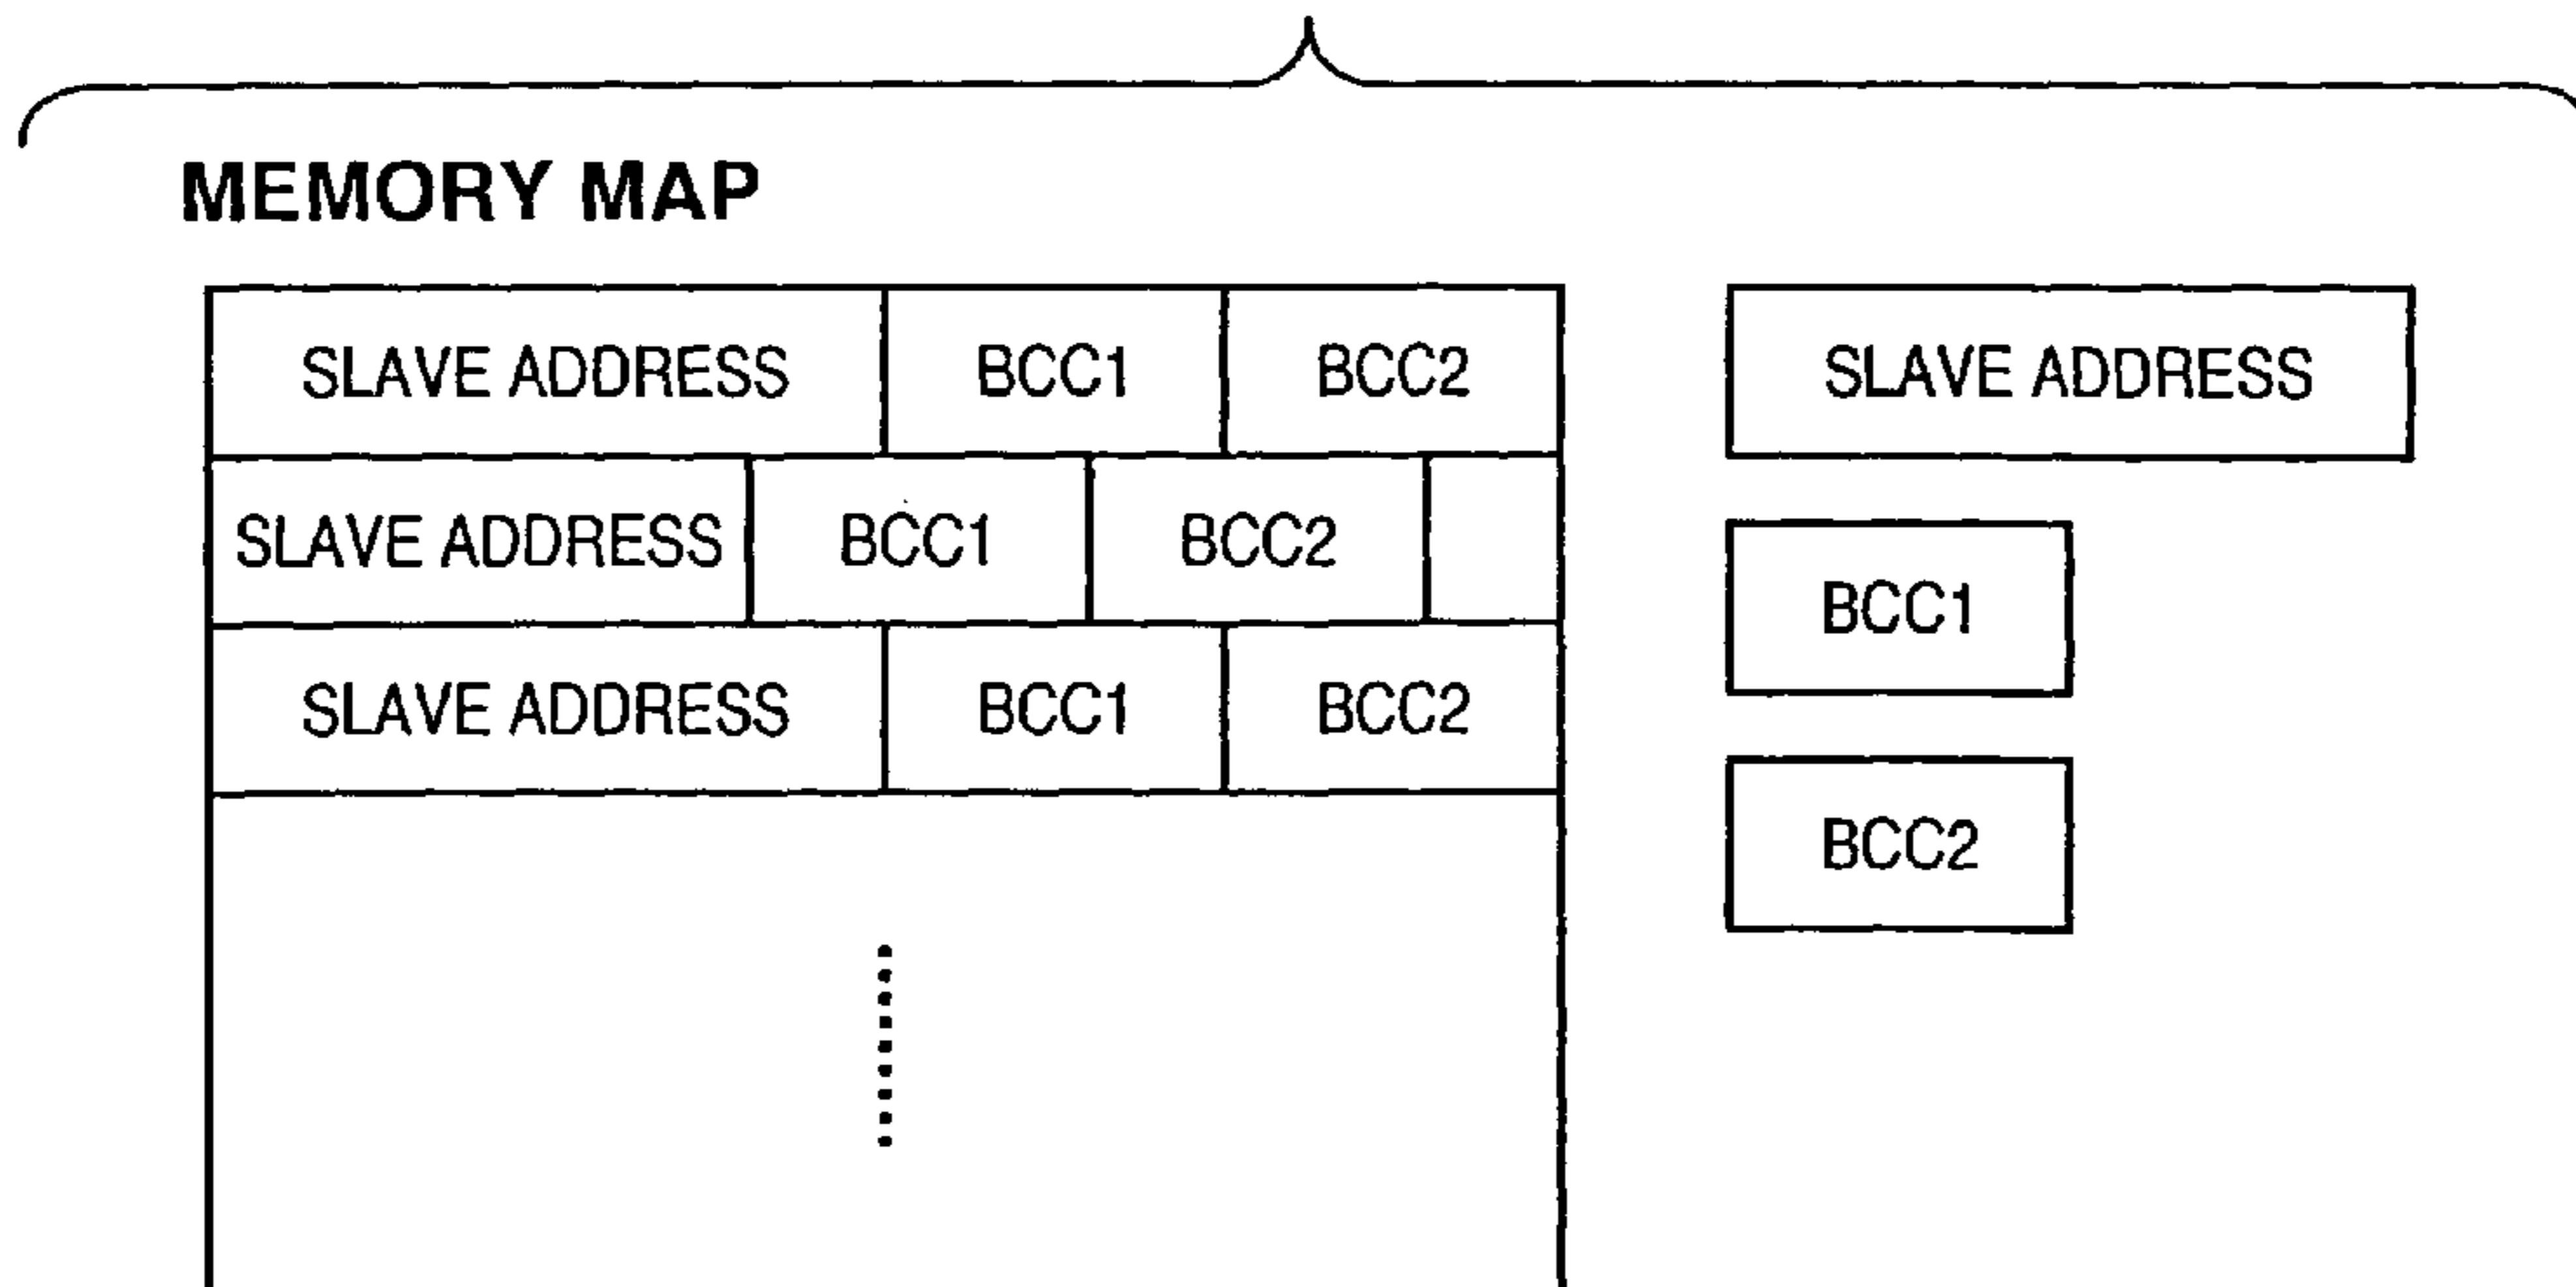 MEMORY MAP
SLAVE ADDRESS BCC1 BCC2
SLAVE ADDRESS BCC1 BCC2
SLAVE ADDRESS BCC1 BCC2
SLAVE ADDRESS
BCC1
BCC2